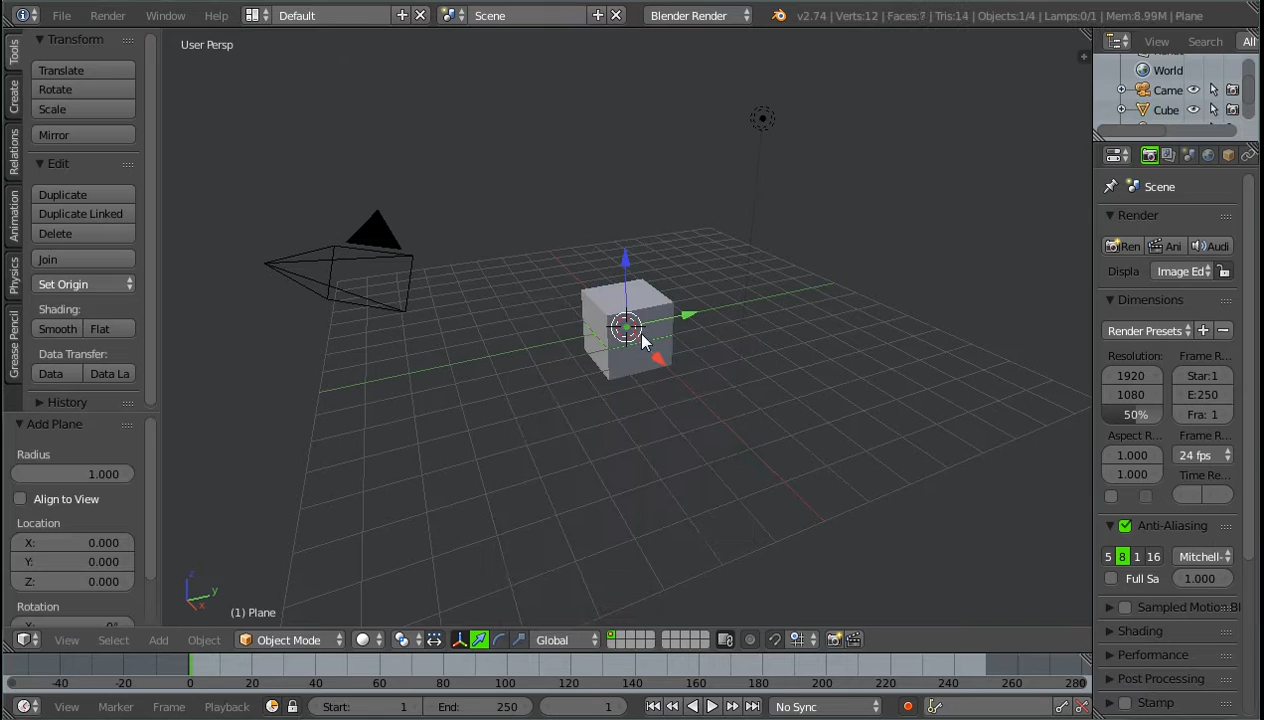 File Render Window Help Default Scene Blender Render v2.74 | Verts:12 | Faces:7 | Tris:14 | Objects:1/4 | Lamps:0/1 | Mem:8.99M | Plane
User Persp
Tools
Create
Relations
Animation
Physics
Grease Pencil
Transform
Translate
Rotate
Scale
Mirror
Edit
Duplicate
Duplicate Linked
Delete
Join
Set Origin
Shading:
Smooth Flat
Data Transfer:
Data Data La
History
Add Plane
Radius
1.000
Align to View
Location
X: 0.000
Y: 0.000
Z: 0.000
Rotation
z
y
x
(1) Plane
View Search All
World
Came
Cube
Scene
Render
Ren Ani Audi
Displa Image Ed
Dimensions
Render Presets
Resolution: Frame R...
1920 Star:1
1080 E:250
50% Fra: 1
Aspect R... Frame R...
1.000 24 fps
1.000 Time Re...
Anti-Aliasing
5 8 1 16 Mitchell-
Full Sa 1.000
Sampled Motion Bl
Shading
Performance
Post Processing
Stamp
View Select Add Object Object Mode Global
-40 -20 0 20 40 60 80 100 120 140 160 180 200 220 240 260 280
View Marker Frame Playback Start: 1 End: 250 1 No Sync